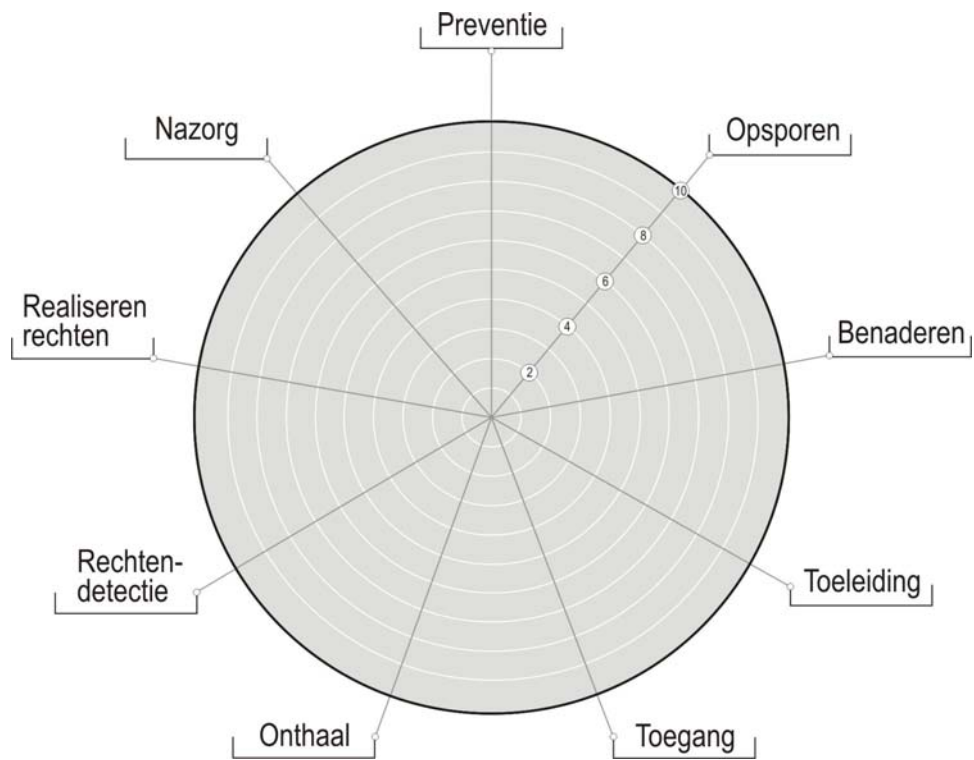 Preventie
Nazorg
Opsporen
10
8
6
4
2
Realiseren
rechten
Benaderen
Rechten-
detectie
Toeleiding
Onthaal
Toegang